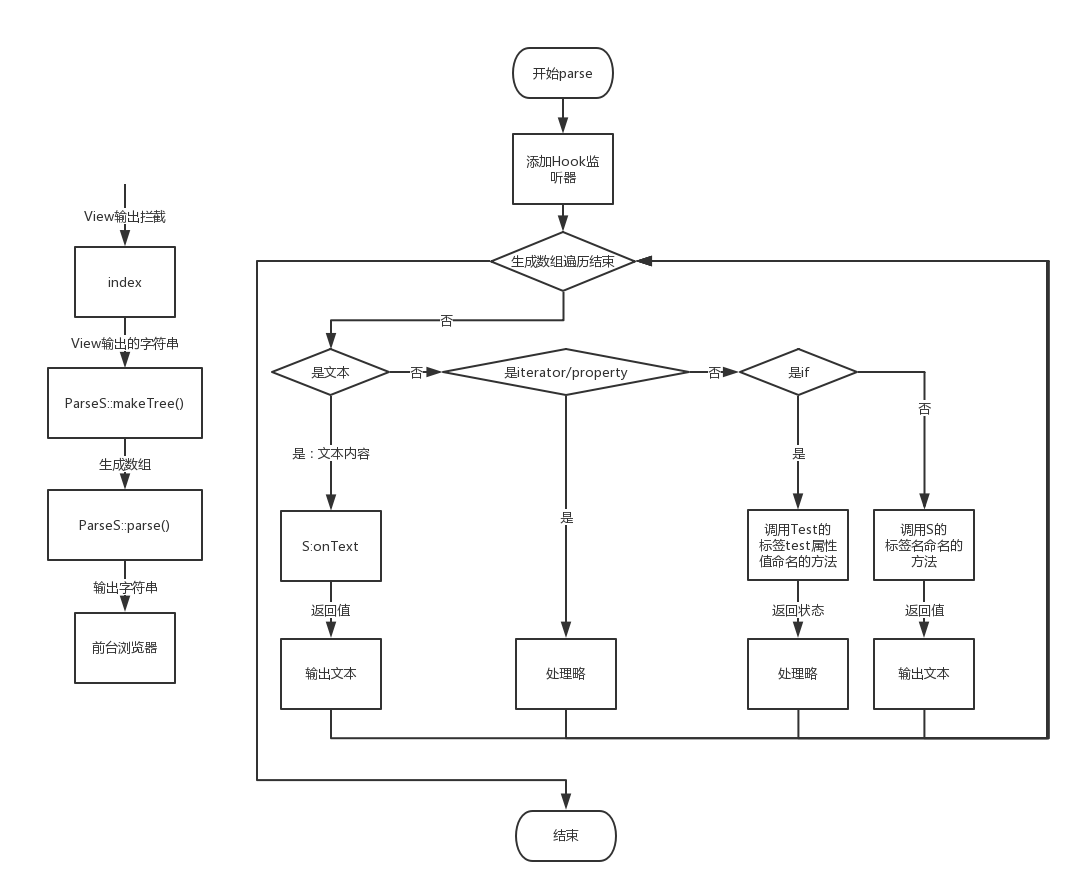 View输出拦截
index
View输出的字符串
ParseS::makeTree()
生成数组
ParseS::parse()
输出字符串
前台浏览器
开始parse
添加Hook监
听器
生成数组遍历结束
否
是文本
否
是iterator/property
否
是if
否
是：文本内容
是
是
S:onText
调用Test的
标签test属性
值命名的方法
调用S的
标签名命名的
方法
返回值
返回状态
返回值
输出文本
处理略
处理略
输出文本
结束